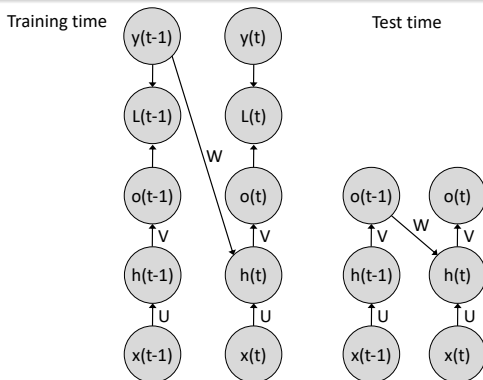 Training time y(t-1) y(t) Test time
L(t-1) L(t)
W
o(t-1) o(t) o(t-1) o(t)
V V V W V
h(t-1) h(t) h(t-1) h(t)
U U U U
x(t-1) x(t) x(t-1) x(t)